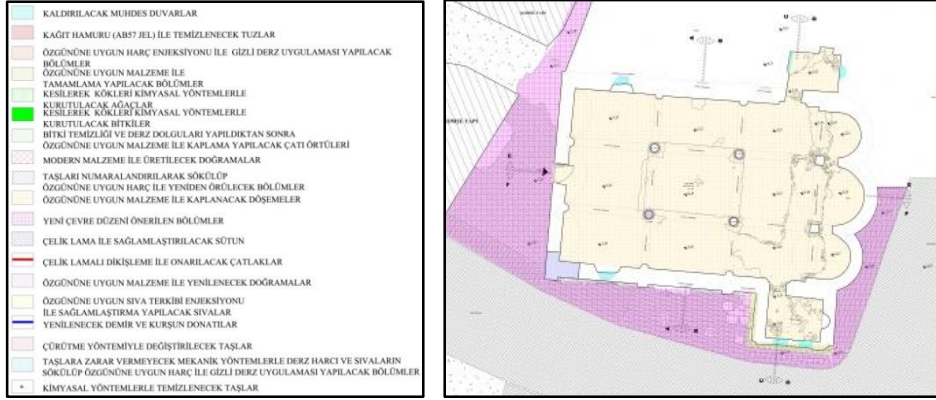 KALDIRILACAK MUHDES DUVARLAR
KAĞIT HAMURU (AB57 JEL) İLE TEMİZLENECEK TUZLAR
ÖZGÜNÜNE UYGUN HARÇ ENJEKSİYONU İLE GİZLİ DERZ UYGULAMASI YAPILACAK
BÖLÜMLER
ÖZGÜNÜNE UYGUN MALZEME İLE
TAMAMLAMA YAPILACAK BÖLÜMLER
KESİLEREK KÖKLERİ KİMYASAL YÖNTEMLERLE
KURUTULACAK AĞAÇLAR
KESİLEREK KÖKLERİ KİMYASAL YÖNTEMLERLE
KURUTULACAK BİTKİLER
BİTKİ TEMİZLİĞİ VE DERZ DOLGULARI YAPILDIKTAN SONRA
ÖZGÜNÜNE UYGUN MALZEME İLE KAPLAMA YAPILACAK ÇATI ÖRTÜLERİ
MODERN MALZEME İLE ÜRETİLECEK DOĞRAMALAR
TAŞLARI NUMARALANDIRILARAK SÖKÜLÜP
ÖZGÜNÜNE UYGUN HARÇ İLE YENİDEN ÖRÜLECEK BÖLÜMLER
ÖZGÜNÜNE UYGUN MALZEME İLE KAPLANACAK DÖŞEMELER
YENİ ÇEVRE DÜZENİ ÖNERİLEN BÖLÜMLER
ÇELİK LAMA İLE SAĞLAMLAŞTIRILACAK SÜTUN
ÇELİK LAMALI DİKİŞLEME İLE ONARILACAK ÇATLAKLAR
ÖZGÜNÜNE UYGUN MALZEME İLE YENİLENECEK DOĞRAMALAR
ÖZGÜNÜNE UYGUN SIVA TERKİBİ ENJEKSİYONU
İLE SAĞLAMLAŞTIRMA YAPILACAK SIVALAR
YENİLENECEK DEMİR VE KURŞUN DONATILAR
ÇÜRÜTME YÖNTEMİYLE DEĞİŞTİRİLECEK TAŞLAR
TAŞLARA ZARAR VERMEYECEK MEKANİK YÖNTEMLERLE DERZ HARCI VE SIVALARIN
SÖKÜLÜP ÖZGÜNÜNE UYGUN HARÇ İLE GİZLİ DERZ UYGULAMASI YAPILACAK BÖLÜMLER
KİMYASAL YÖNTEMLERLE TEMİZLENECEK TAŞLAR